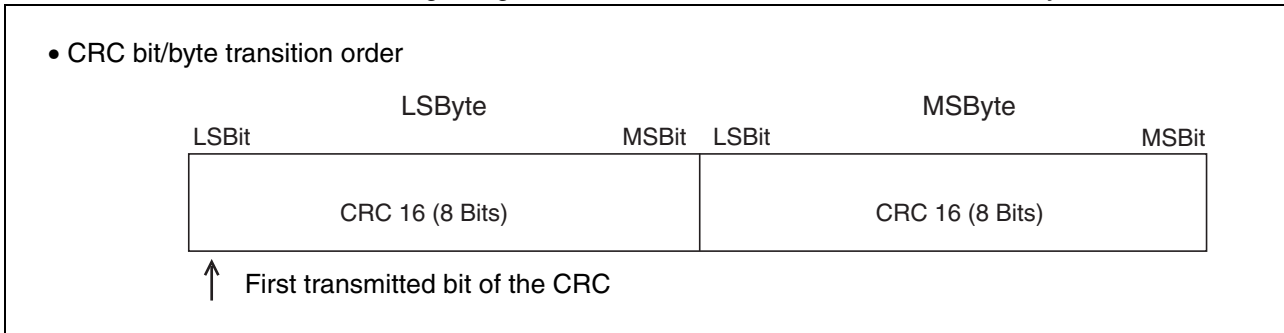 • CRC bit/byte transition order
LSByte MSByte
LSBit MSBit LSBit MSBit
CRC 16 (8 Bits) CRC 16 (8 Bits)
First transmitted bit of the CRC